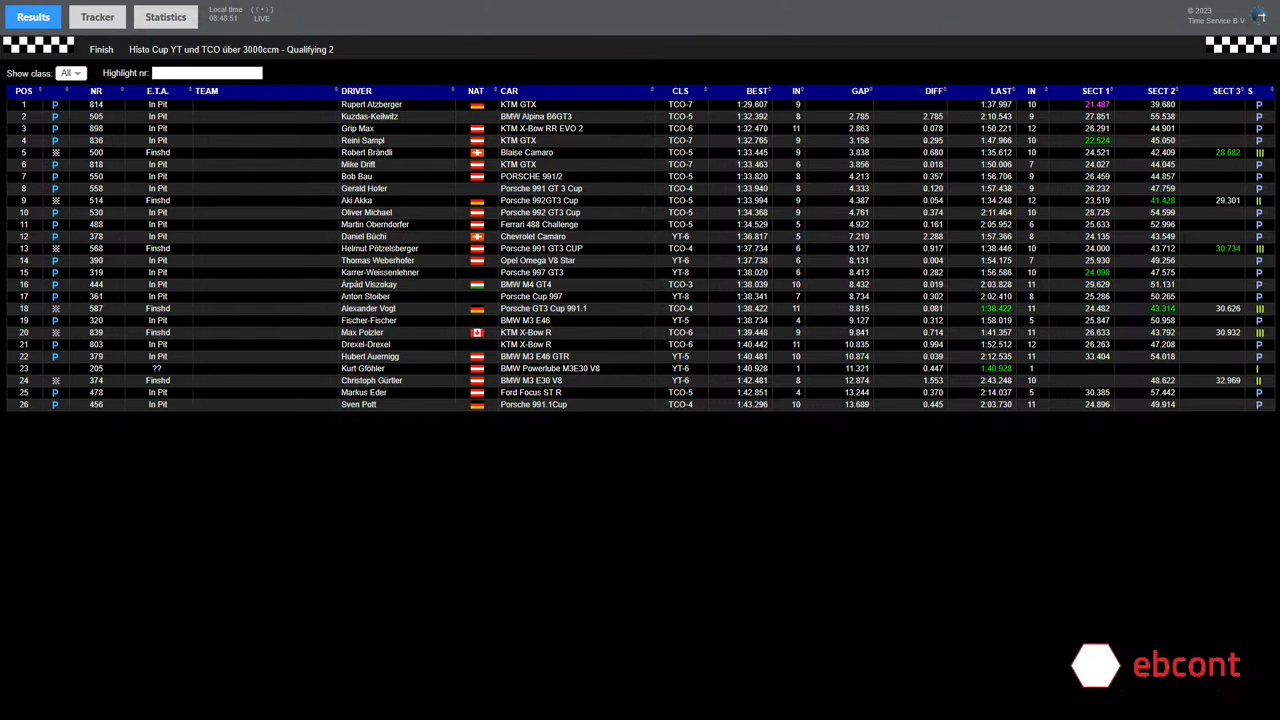 Results Tracker Statistics Local time 08:48:51 LIVE © 2023 Time Service B.V.
Finish Histo Cup YT und TCO über 3000ccm - Qualifying 2
Show class: All Highlight nr:
POS NR E.T.A. TEAM DRIVER NAT CAR CLS BEST IN GAP DIFF LAST IN SECT 1 SECT 2 SECT 3 S
1 P 814 In Pit Rupert Atzberger KTM GTX TCO-7 1:29.607 9 1:37.997 10 21.487 39.680 P
2 P 505 In Pit Kuzdas-Keilwitz BMW Alpina B6GT3 TCO-5 1:32.392 8 2.785 2.785 2:10.543 9 27.851 55.538 P
3 P 898 In Pit Grip Max KTM X-Bow RR EVO 2 TCO-6 1:32.470 11 2.863 0.078 1:50.221 12 26.291 44.901 P
4 P 836 In Pit Reini Sampl KTM GTX TCO-7 1:32.765 9 3.158 0.295 1:47.966 10 22.524 45.050 P
5 500 Finshd Robert Brändli Blaise Camaro TCO-5 1:33.445 9 3.838 0.680 1:35.612 10 24.521 42.409 28.682 III
6 P 818 In Pit Mike Drift KTM GTX TCO-7 1:33.463 6 3.856 0.018 1:50.006 7 24.027 44.045 P
7 P 550 In Pit Bob Bau PORSCHE 991/2 TCO-5 1:33.820 8 4.213 0.357 1:56.706 9 26.459 44.857 P
8 P 558 In Pit Gerald Hofer Porsche 991 GT 3 Cup TCO-4 1:33.940 8 4.333 0.120 1:57.438 9 26.232 47.759 P
9 514 Finshd Aki Akka Porsche 992GT3 Cup TCO-5 1:33.994 9 4.387 0.054 1:34.248 12 23.519 41.428 29.301 II
10 P 530 In Pit Oliver Michael Porsche 992 GT3 Cup TCO-5 1:34.368 9 4.761 0.374 2:11.464 10 28.725 54.599 P
11 P 488 In Pit Martin Oberndorfer Ferrari 488 Challenge TCO-5 1:34.529 5 4.922 0.161 2:05.952 6 25.633 52.996 P
12 P 378 In Pit Daniel Büchi Chevrolet Camaro YT-6 1:36.817 5 7.210 2.288 1:57.366 8 24.135 43.549 P
13 568 Finshd Helmut Pötzelsberger Porsche 991 GT3 CUP TCO-4 1:37.734 6 8.127 0.917 1:38.446 10 24.000 43.712 30.734 III
14 P 390 In Pit Thomas Weberhofer Opel Omega V8 Star YT-6 1:37.738 6 8.131 0.004 1:54.175 7 25.930 49.256 P
15 P 319 In Pit Karrer-Weissenlehner Porsche 997 GT3 YT-8 1:38.020 6 8.413 0.282 1:56.586 10 24.098 47.575 P
16 P 444 In Pit Árpád Viszokay BMW M4 GT4 TCO-3 1:38.039 10 8.432 0.019 2:03.828 11 29.629 51.131 P
17 P 361 In Pit Anton Stoiber Porsche Cup 997 YT-8 1:38.341 7 8.734 0.302 2:02.410 8 25.286 50.265 P
18 587 Finshd Alexander Vogt Porsche GT3 Cup 991.1 TCO-4 1:38.422 11 8.815 0.081 1:38.422 11 24.482 43.314 30.626 III
19 P 320 In Pit Fischer-Fischer BMW M3 E46 YT-5 1:38.734 4 9.127 0.312 1:58.019 5 25.847 50.958 P
20 839 Finshd Max Polzler KTM X-Bow R TCO-6 1:39.448 9 9.841 0.714 1:41.357 11 26.633 43.792 30.932 III
21 P 803 In Pit Drexel-Drexel KTM X-Bow R TCO-6 1:40.442 11 10.835 0.994 1:52.512 12 26.263 47.208 P
22 P 379 In Pit Hubert Auernigg BMW M3 E46 GTR YT-5 1:40.481 10 10.874 0.039 2:12.535 11 33.404 54.018 P
23 205 ?? Kurt Gföhler BMW Powerlube M3E30 V8 YT-6 1:40.928 1 11.321 0.447 1:40.928 1 I
24 374 Finshd Christoph Gürtler BMW M3 E30 V8 YT-6 1:42.481 8 12.874 1.553 2:43.248 10 48.622 32.969 II
25 P 478 In Pit Markus Eder Ford Focus ST R TCO-5 1:42.851 4 13.244 0.370 2:14.037 5 30.385 57.442 P
26 P 456 In Pit Sven Pott Porsche 991.1Cup TCO-4 1:43.296 10 13.689 0.445 2:03.730 11 24.896 49.914 P
ebcont